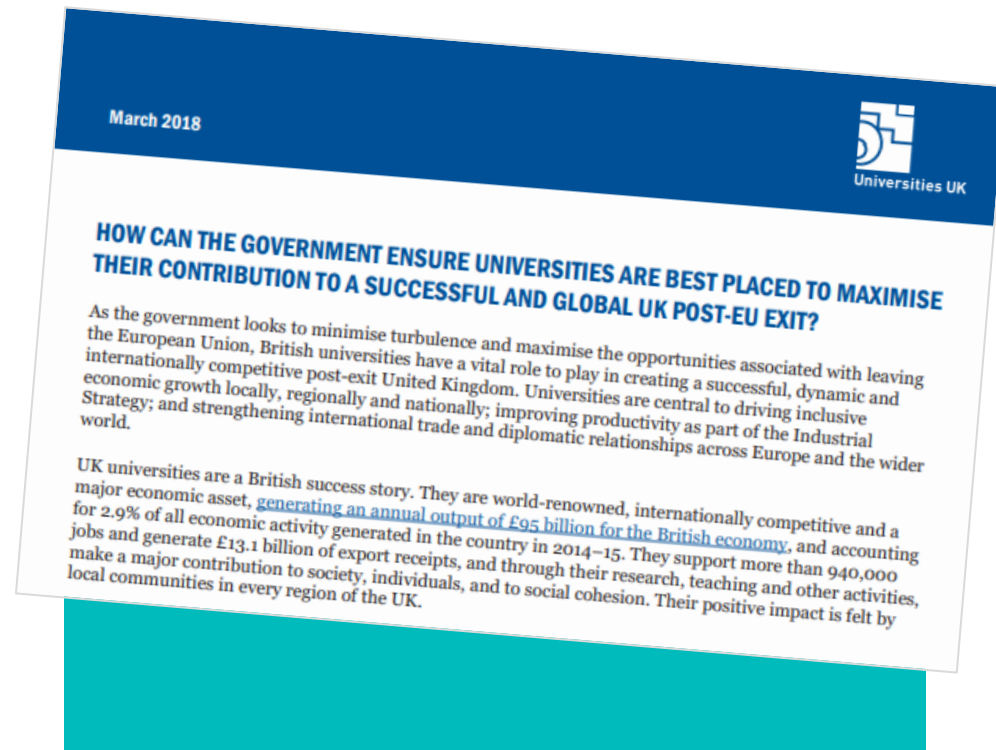 March 2018
Universities UK
HOW CAN THE GOVERNMENT ENSURE UNIVERSITIES ARE BEST PLACED TO MAXIMISE
THEIR CONTRIBUTION TO A SUCCESSFUL AND GLOBAL UK POST-EU EXIT?
As the government looks to minimise turbulence and maximise the opportunities associated with leaving
the European Union, British universities have a vital role to play in creating a successful, dynamic and
internationally competitive post-exit United Kingdom. Universities are central to driving inclusive
economic growth locally, regionally and nationally; improving productivity as part of the Industrial
Strategy; and strengthening international trade and diplomatic relationships across Europe and the wider
world.
UK universities are a British success story. They are world-renowned, internationally competitive and a
major economic asset, generating an annual output of £95 billion for the British economy, and accounting
for 2.9% of all economic activity generated in the country in 2014–15. They support more than 940,000
jobs and generate £13.1 billion of export receipts, and through their research, teaching and other activities,
make a major contribution to society, individuals, and to social cohesion. Their positive impact is felt by
local communities in every region of the UK.